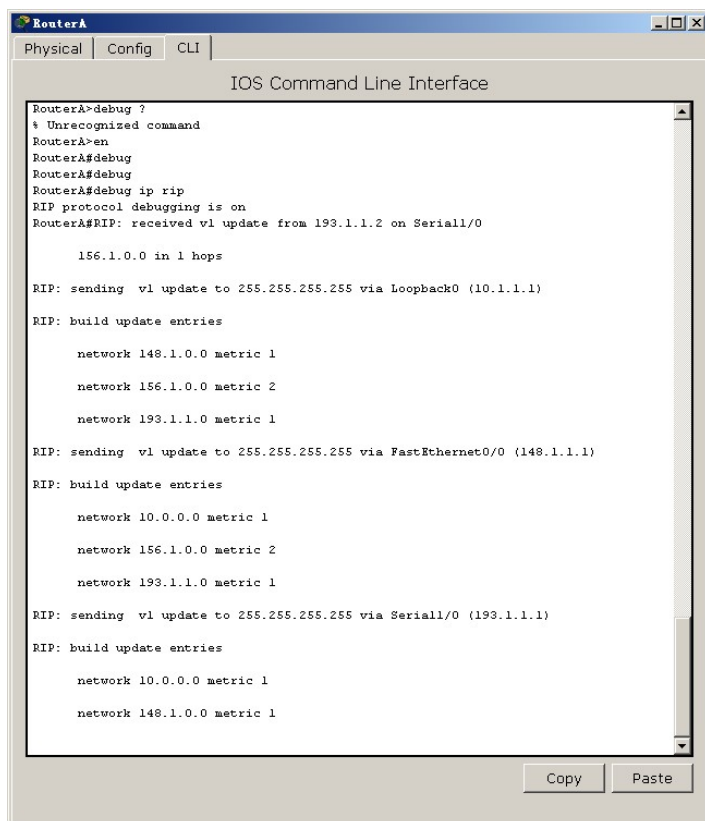 RouterA
Physical Config CLI
IOS Command Line Interface
RouterA>debug ?
% Unrecognized command
RouterA>en
RouterA#debug
RouterA#debug
RouterA#debug ip rip
RIP protocol debugging is on
RouterA#RIP: received v1 update from 193.1.1.2 on Serial1/0
156.1.0.0 in 1 hops
RIP: sending  v1 update to 255.255.255.255 via Loopback0 (10.1.1.1)
RIP: build update entries
network 148.1.0.0 metric 1
network 156.1.0.0 metric 2
network 193.1.1.0 metric 1
RIP: sending  v1 update to 255.255.255.255 via FastEthernet0/0 (148.1.1.1)
RIP: build update entries
network 10.0.0.0 metric 1
network 156.1.0.0 metric 2
network 193.1.1.0 metric 1
RIP: sending  v1 update to 255.255.255.255 via Serial1/0 (193.1.1.1)
RIP: build update entries
network 10.0.0.0 metric 1
network 148.1.0.0 metric 1
Copy Paste